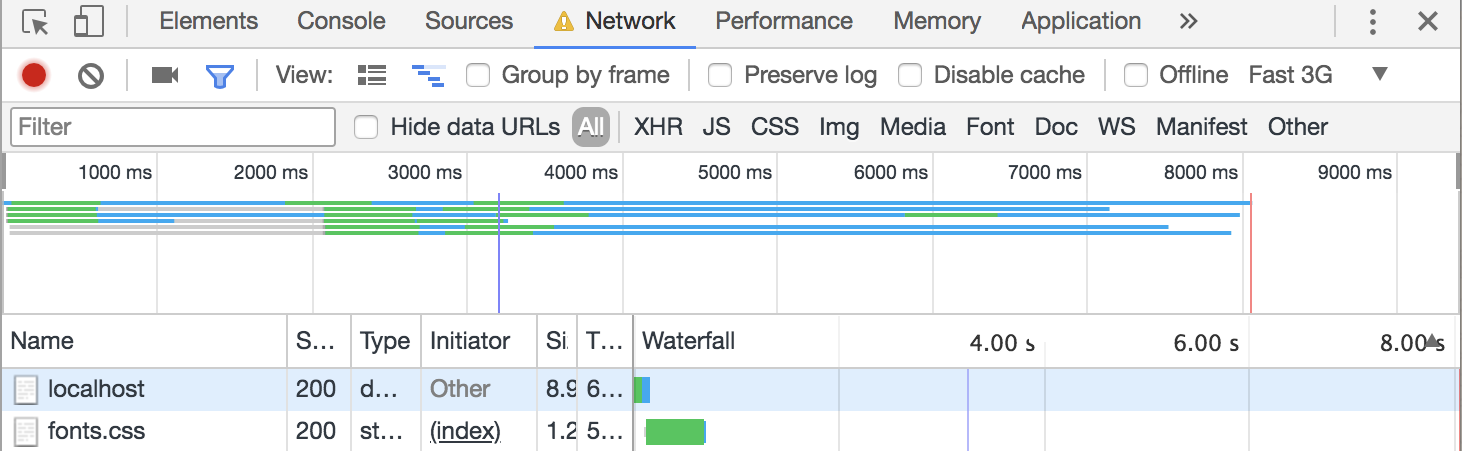 Elements Console Sources Network Performance Memory Application »
View: Group by frame Preserve log Disable cache Offline Fast 3G
Filter Hide data URLs All XHR JS CSS Img Media Font Doc WS Manifest Other
1000 ms 2000 ms 3000 ms 4000 ms 5000 ms 6000 ms 7000 ms 8000 ms 9000 ms
Name S... Type Initiator Si T... Waterfall 4.00 s 6.00 s 8.00 s
localhost 200 d... Other 8.9 6...
fonts.css 200 st... (index) 1.2 5...